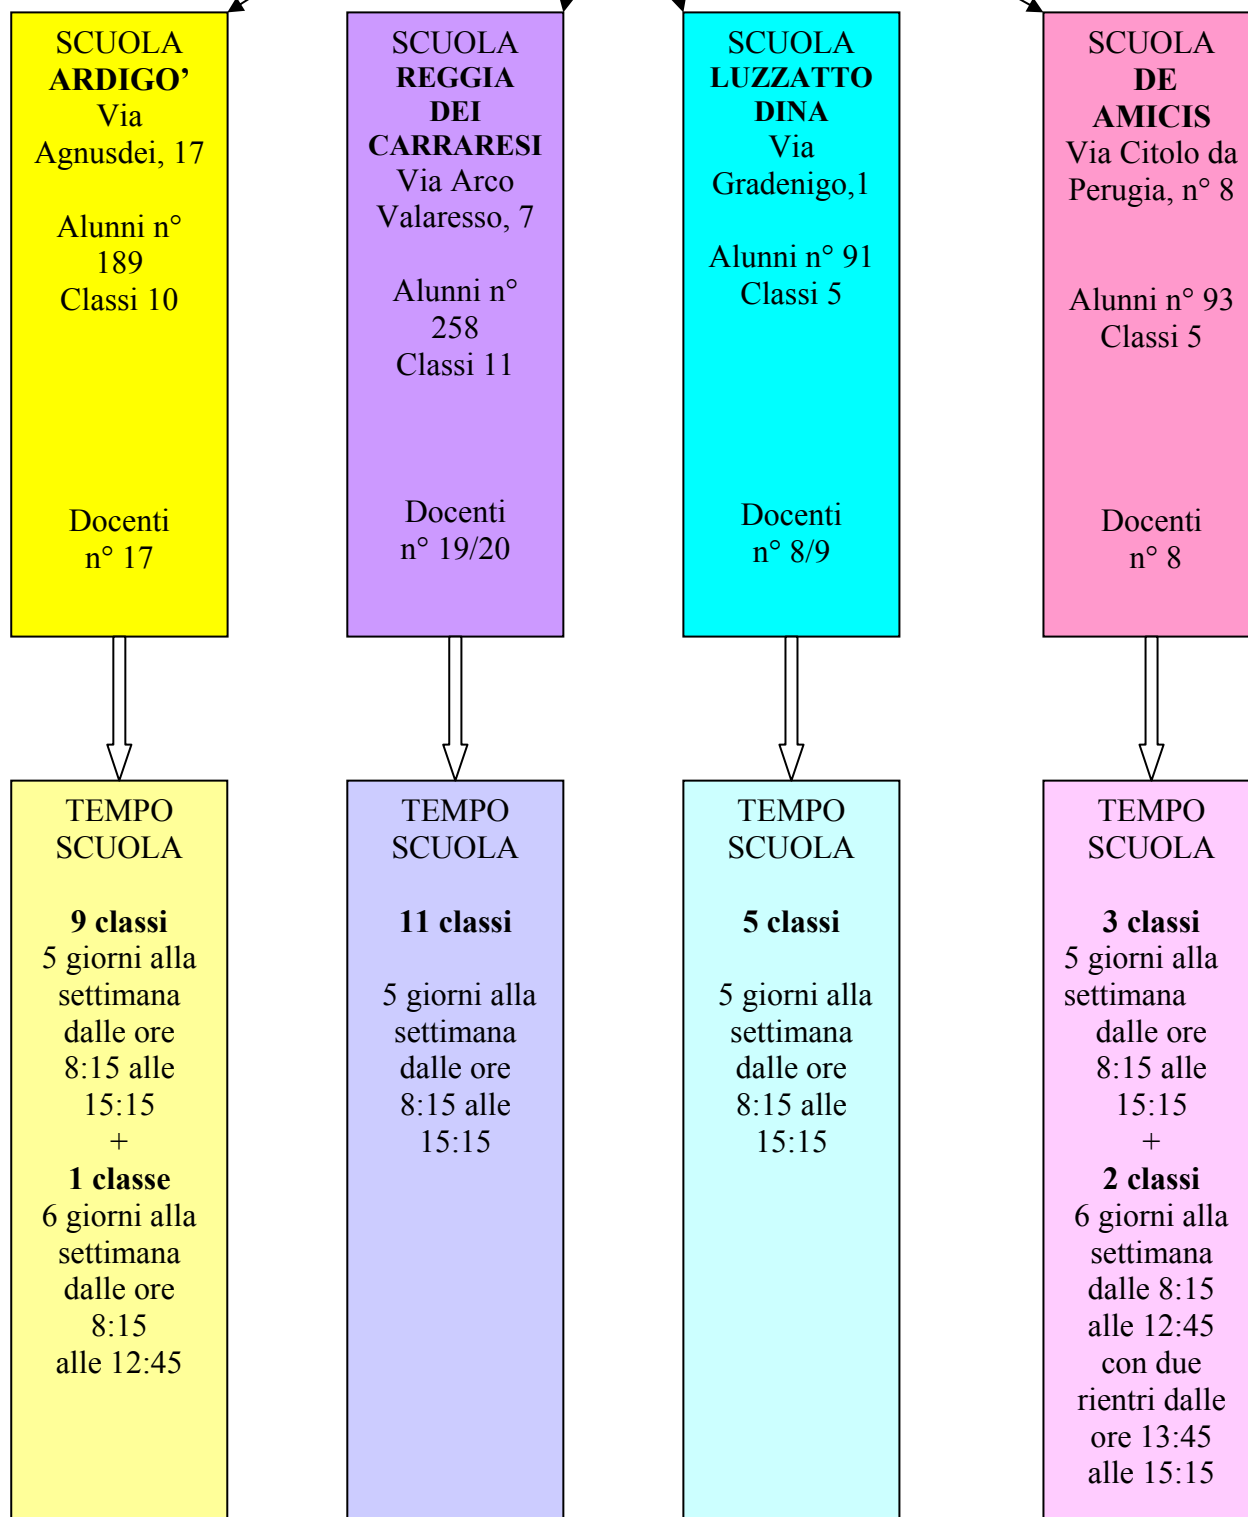 SCUOLA
ARDIGO’
Via
Agnusdei, 17
Alunni n°
189
Classi 10
Docenti
n° 17
SCUOLA
REGGIA
DEI
CARRARESI
Via Arco
Valaresso, 7
Alunni n°
258
Classi 11
Docenti
n° 19/20
SCUOLA
LUZZATTO
DINA
Via
Gradenigo,1
Alunni n° 91
Classi 5
Docenti
n° 8/9
SCUOLA
DE
AMICIS
Via Citolo da
Perugia, n° 8
Alunni n° 93
Classi 5
Docenti
n° 8
TEMPO
SCUOLA
9 classi
5 giorni alla
settimana
dalle ore
8:15 alle
15:15
+
1 classe
6 giorni alla
settimana
dalle ore
8:15
alle 12:45
TEMPO
SCUOLA
11 classi
5 giorni alla
settimana
dalle ore
8:15 alle
15:15
TEMPO
SCUOLA
5 classi
5 giorni alla
settimana
dalle ore
8:15 alle
15:15
TEMPO
SCUOLA
3 classi
5 giorni alla
settimana
dalle ore
8:15 alle
15:15
+
2 classi
6 giorni alla
settimana
dalle 8:15
alle 12:45
con due
rientri dalle
ore 13:45
alle 15:15